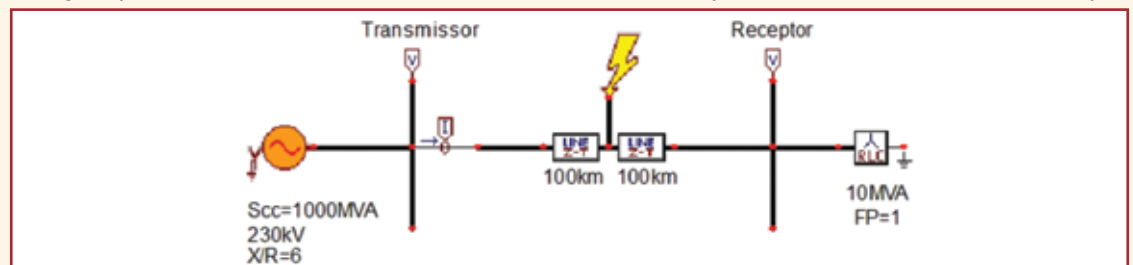 Transmissor
Receptor
V
V
I
LINE
Z-T
LINE
Z-T
RLC
100km
100km
Scc=1000MVA
230kV
X/R=6
10MVA
FP=1